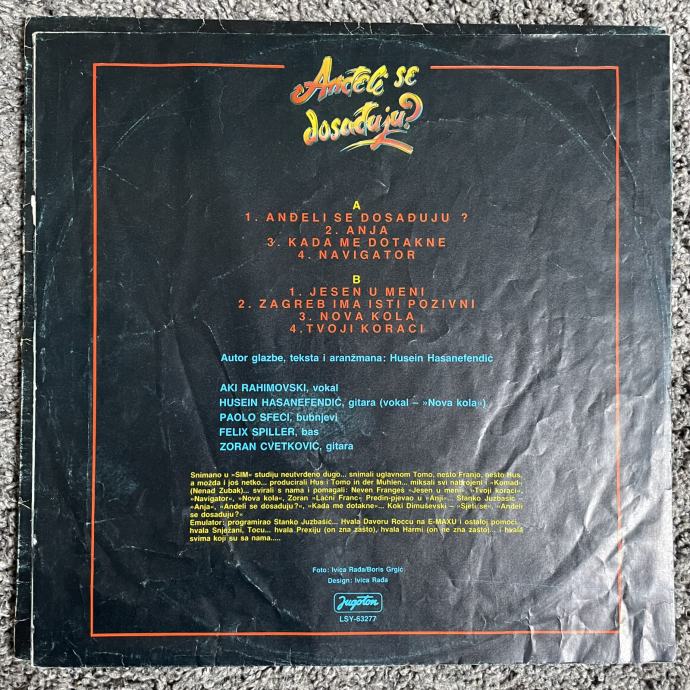 Anđeli se
dosađuju?
A
1. ANĐELI SE DOSAĐUJU ?
2. ANJA
3. KADA ME DOTAKNE
4. NAVIGATOR
B
1. JESEN U MENI
2. ZAGREB IMA ISTI POZIVNI
3. NOVA KOLA
4. TVOJI KORACI
Autor glazbe, teksta i aranžmana: Husein Hasanefendić
AKI RAHIMOVSKI, vokal
HUSEIN HASANEFENDIĆ, gitara (vokal – »Nova kola«)
PAOLO SFECI, bubnjevi
FELIX SPILLER, bas
ZORAN CVETKOVIĆ, gitara
Snimano u »SIM« studiju neutvrđeno dugo... snimali uglavnom Tomo, nešto Franjo, nešto Hus,
a možda i još netko... producirali Hus i Tomo in der Muhlen... miksali svi nabrojeni i »Komad«
(Nenad Zubak)... svirali s nama i pomagali: Neven Frangeš »Jesen u meni«, »Tvoji koraci«,
»Navigator«, »Nova kola«, Zoran »Lačni Franc« Predin-pjevao u »Anji«... Stanko Juzbašić –
»Anja«, »Anđeli se dosađuju?«, »Kada me dotakne«... Koki Dimuševski – »Sjeti se«, »Anđeli
se dosađuju?«
Emulator: programirao Stanko Juzbašić... Hvala Davoru Roccu na E-MAXU i ostaloj pomoći,
hvala Snježani, Tocu... hvala Prexiju (on zna zašto), hvala Harmi (on ne zna zašto)... i hvala
svima koji su sa nama.....
Foto: Ivica Rađa/Boris Grgić
Design: Ivica Rađa
Jugoton
LSY-63277